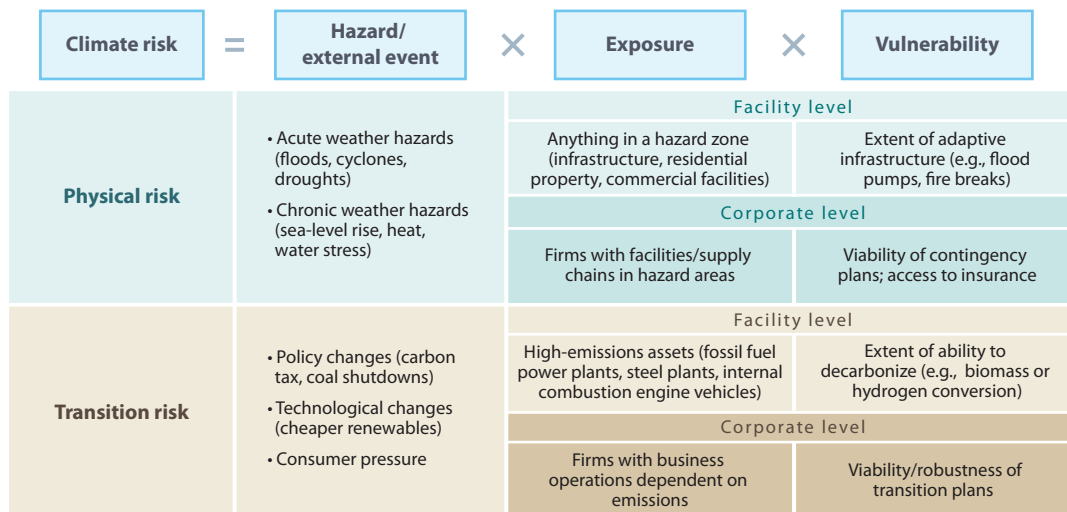 Climate risk = Hazard/ external event × Exposure × Vulnerability
Physical risk
• Acute weather hazards
(floods, cyclones,
droughts)
• Chronic weather hazards
(sea-level rise, heat,
water stress)
Facility level
Anything in a hazard zone
(infrastructure, residential
property, commercial facilities)
Extent of adaptive
infrastructure (e.g., flood
pumps, fire breaks)
Corporate level
Firms with facilities/supply
chains in hazard areas
Viability of contingency
plans; access to insurance
Transition risk
• Policy changes (carbon
tax, coal shutdowns)
• Technological changes
(cheaper renewables)
• Consumer pressure
Facility level
High-emissions assets (fossil fuel
power plants, steel plants, internal
combustion engine vehicles)
Extent of ability to
decarbonize (e.g., biomass or
hydrogen conversion)
Corporate level
Firms with business
operations dependent on
emissions
Viability/robustness of
transition plans